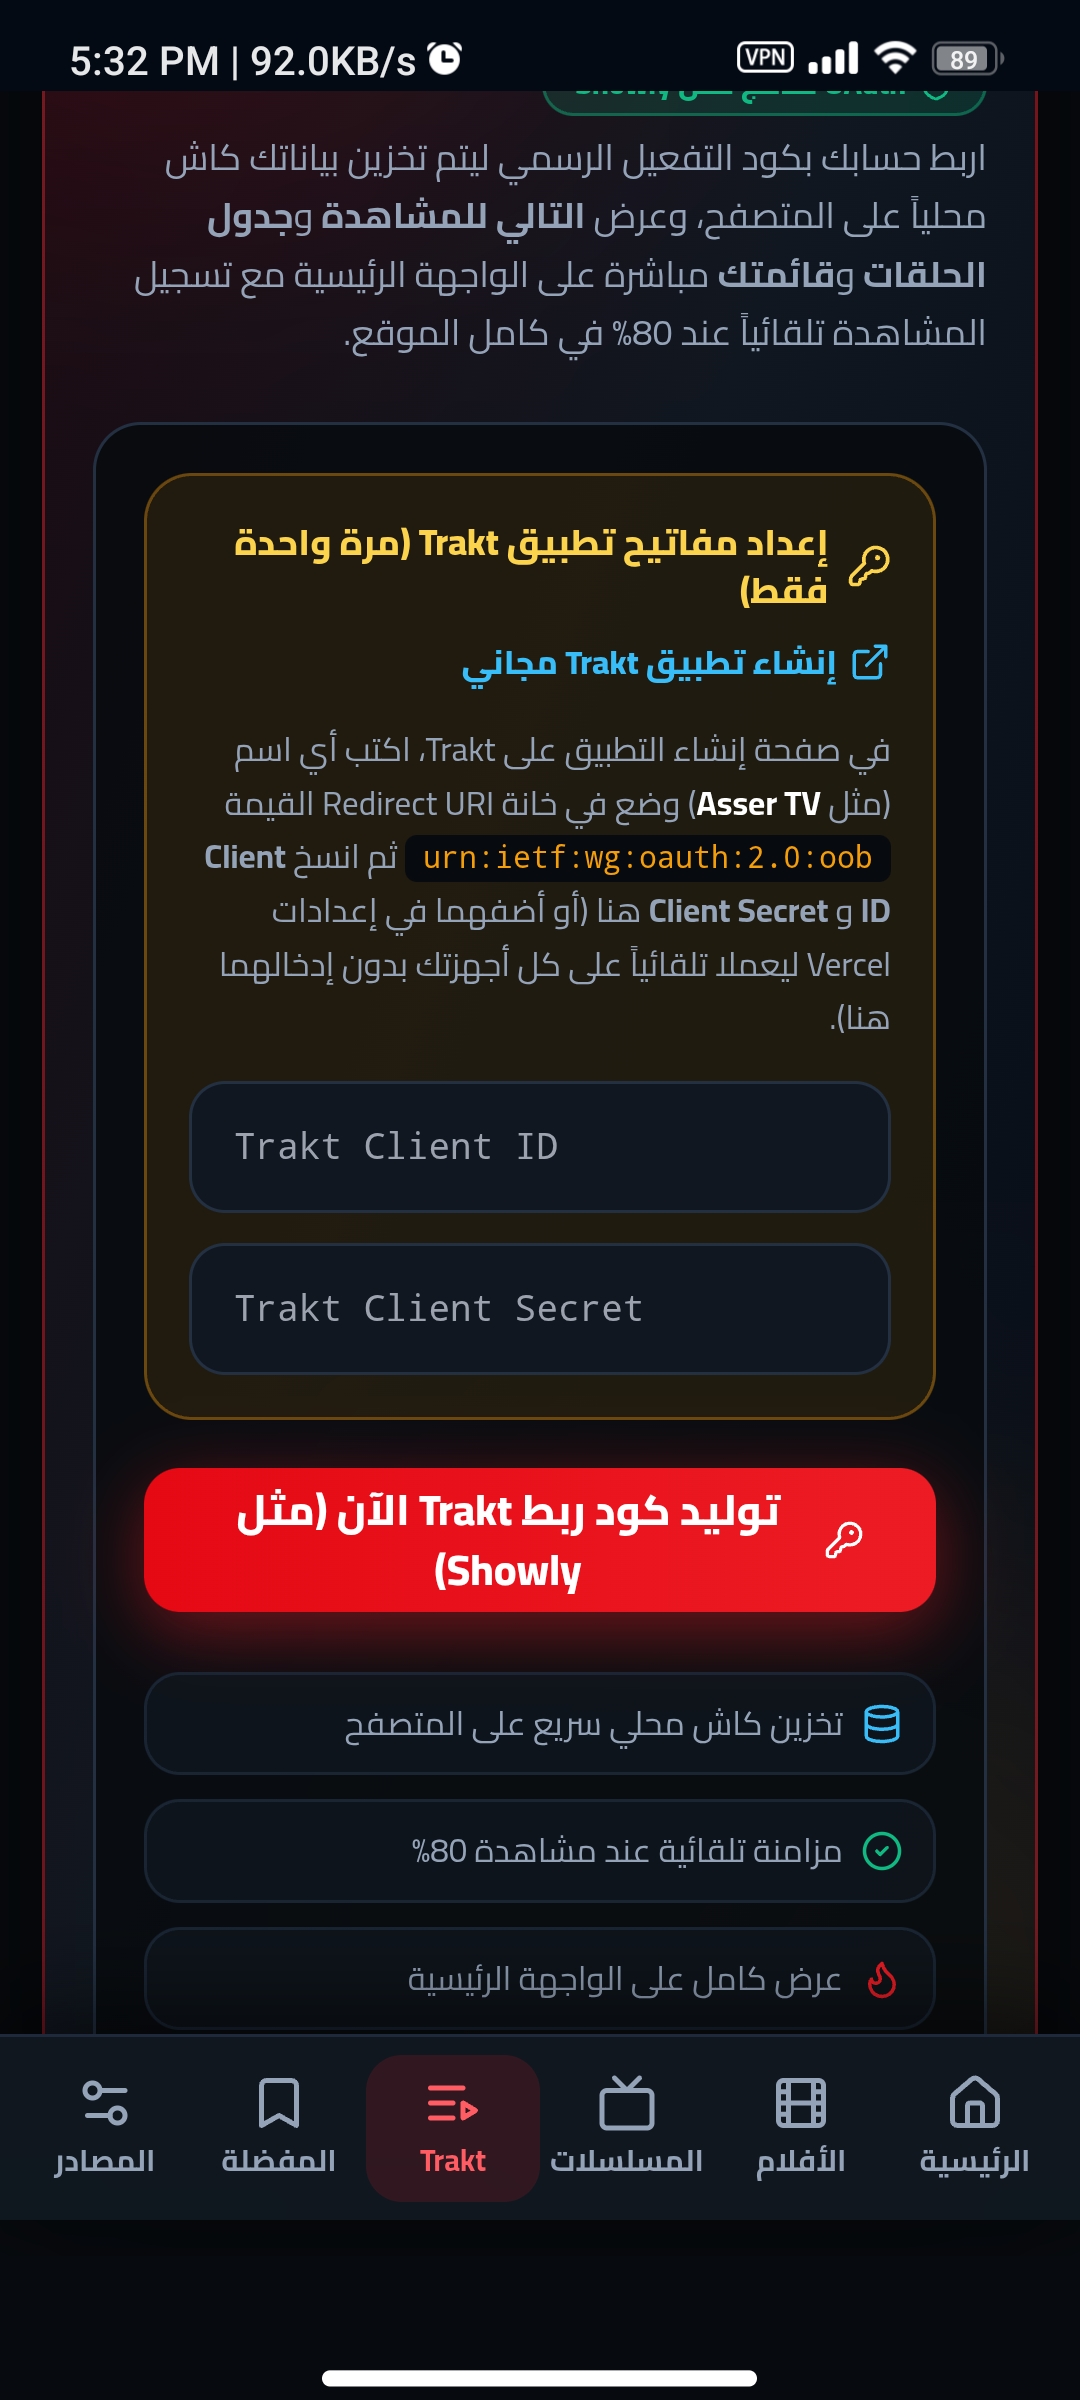 5:32 PM | 92.0KB/s
VPN
89
اربط حسابك بكود التفعيل الرسمي ليتم تخزين بياناتك كاش
محلياً على المتصفح، وعرض التالي للمشاهدة وجدول
الحلقات وقائمتك مباشرة على الواجهة الرئيسية مع تسجيل
المشاهدة تلقائياً عند 80% في كامل الموقع.
إعداد مفاتيح تطبيق Trakt (مرة واحدة
فقط)
إنشاء تطبيق Trakt مجاني
في صفحة إنشاء التطبيق على Trakt، اكتب أي اسم
(مثل Asser TV) وضع في خانة Redirect URI القيمة
urn:ietf:wg:oauth:2.0:oob ثم انسخ Client
ID و Client Secret هنا (أو أضفهما في إعدادات
Vercel ليعملا تلقائياً على كل أجهزتك بدون إدخالهما
هنا).
Trakt Client ID
Trakt Client Secret
توليد كود ربط Trakt الآن (مثل
Showly)
تخزين كاش محلي سريع على المتصفح
مزامنة تلقائية عند مشاهدة 80%
عرض كامل على الواجهة الرئيسية
الرئيسية
الأفلام
المسلسلات
Trakt
المفضلة
المصادر